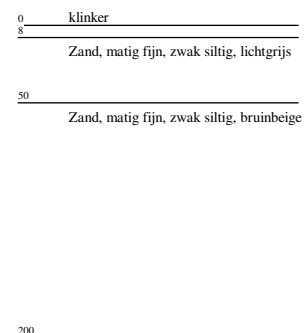 0 klinker
8
Zand, matig fijn, zwak siltig, lichtgrijs
50
Zand, matig fijn, zwak siltig, bruinbeige
200